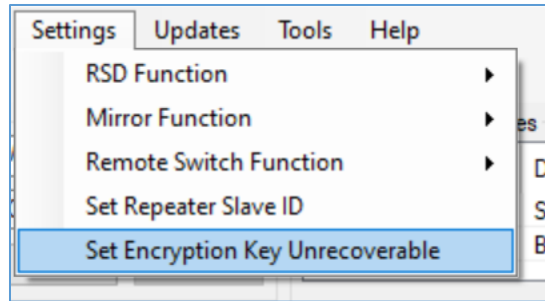 Settings Updates Tools Help
RSD Function
Mirror Function
Remote Switch Function
Set Repeater Slave ID
Set Encryption Key Unrecoverable